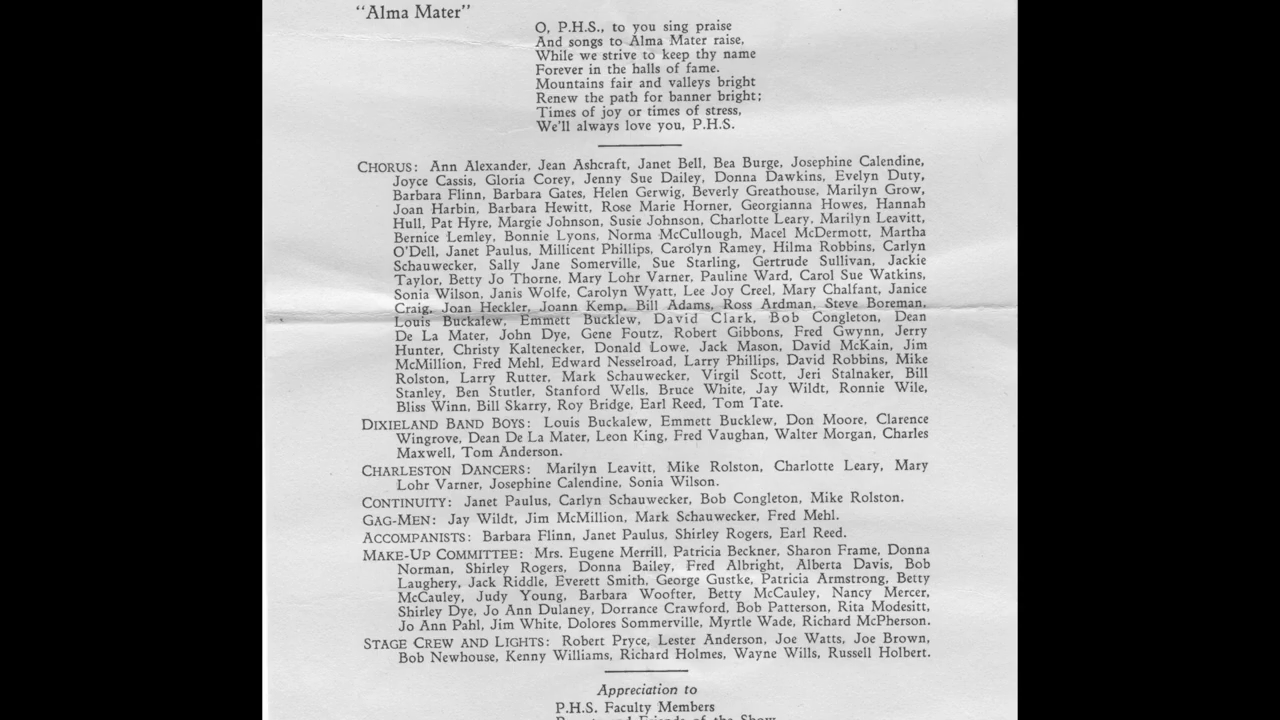 "Alma Mater"
O, P.H.S., to you sing praise
And songs to Alma Mater raise,
While we strive to keep thy name
Forever in the halls of fame.
Mountains fair and valleys bright
Renew the path for banner bright;
Times of joy or times of stress,
We'll always love you, P.H.S.
CHORUS: Ann Alexander, Jean Ashcraft, Janet Bell, Bea Burge, Josephine Calendine,
Joyce Cassis, Gloria Corey, Jenny Sue Dailey, Donna Dawkins, Evelyn Duty,
Barbara Flinn, Barbara Gates, Helen Gerwig, Beverly Greathouse, Marilyn Grow,
Joan Harbin, Barbara Hewitt, Rose Marie Horner, Georgianna Howes, Hannah
Hull, Pat Hyre, Margie Johnson, Susie Johnson, Charlotte Leary, Marilyn Leavitt,
Bernice Lemley, Bonnie Lyons, Norma McCullough, Macel McDermott, Martha
O'Dell, Janet Paulus, Millicent Phillips, Carolyn Ramey, Hilma Robbins, Carlyn
Schauwecker, Sally Jane Somerville, Sue Starling, Gertrude Sullivan, Jackie
Taylor, Betty Jo Thorne, Mary Lohr Varner, Pauline Ward, Carol Sue Watkins,
Sonia Wilson, Janis Wolfe, Carolyn Wyatt, Lee Joy Creel, Mary Chalfant, Janice
Craig, Joan Heckler, Joann Kemp, Bill Adams, Ross Ardman, Steve Boreman,
Louis Buckalew, Emmett Bucklew, David Clark, Bob Congleton, Dean
De La Mater, John Dye, Gene Foutz, Robert Gibbons, Fred Gwynn, Jerry
Hunter, Christy Kaltenecker, Donald Lowe, Jack Mason, David McKain, Jim
McMillion, Fred Mehl, Edward Nesselroad, Larry Phillips, David Robbins, Mike
Rolston, Larry Rutter, Mark Schauwecker, Virgil Scott, Jeri Stalnaker, Bill
Stanley, Ben Stutler, Stanford Wells, Bruce White, Jay Wildt, Ronnie Wile,
Bliss Winn, Bill Skarry, Roy Bridge, Earl Reed, Tom Tate.
DIXIELAND BAND BOYS: Louis Buckalew, Emmett Bucklew, Don Moore, Clarence
Wingrove, Dean De La Mater, Leon King, Fred Vaughan, Walter Morgan, Charles
Maxwell, Tom Anderson.
CHARLESTON DANCERS: Marilyn Leavitt, Mike Rolston, Charlotte Leary, Mary
Lohr Varner, Josephine Calendine, Sonia Wilson.
CONTINUITY: Janet Paulus, Carlyn Schauwecker, Bob Congleton, Mike Rolston.
GAG-MEN: Jay Wildt, Jim McMillion, Mark Schauwecker, Fred Mehl.
ACCOMPANISTS: Barbara Flinn, Janet Paulus, Shirley Rogers, Earl Reed.
MAKE-UP COMMITTEE: Mrs. Eugene Merrill, Patricia Beckner, Sharon Frame, Donna
Norman, Shirley Rogers, Donna Bailey, Fred Albright, Alberta Davis, Bob
Laughery, Jack Riddle, Everett Smith, George Gustke, Patricia Armstrong, Betty
McCauley, Judy Young, Barbara Woofter, Betty McCauley, Nancy Mercer,
Shirley Dye, Jo Ann Dulaney, Dorrance Crawford, Bob Patterson, Rita Modesitt,
Jo Ann Pahl, Jim White, Dolores Sommerville, Myrtle Wade, Richard McPherson.
STAGE CREW AND LIGHTS: Robert Pryce, Lester Anderson, Joe Watts, Joe Brown,
Bob Newhouse, Kenny Williams, Richard Holmes, Wayne Wills, Russell Holbert.
Appreciation to
P.H.S. Faculty Members
and Friends of the Show